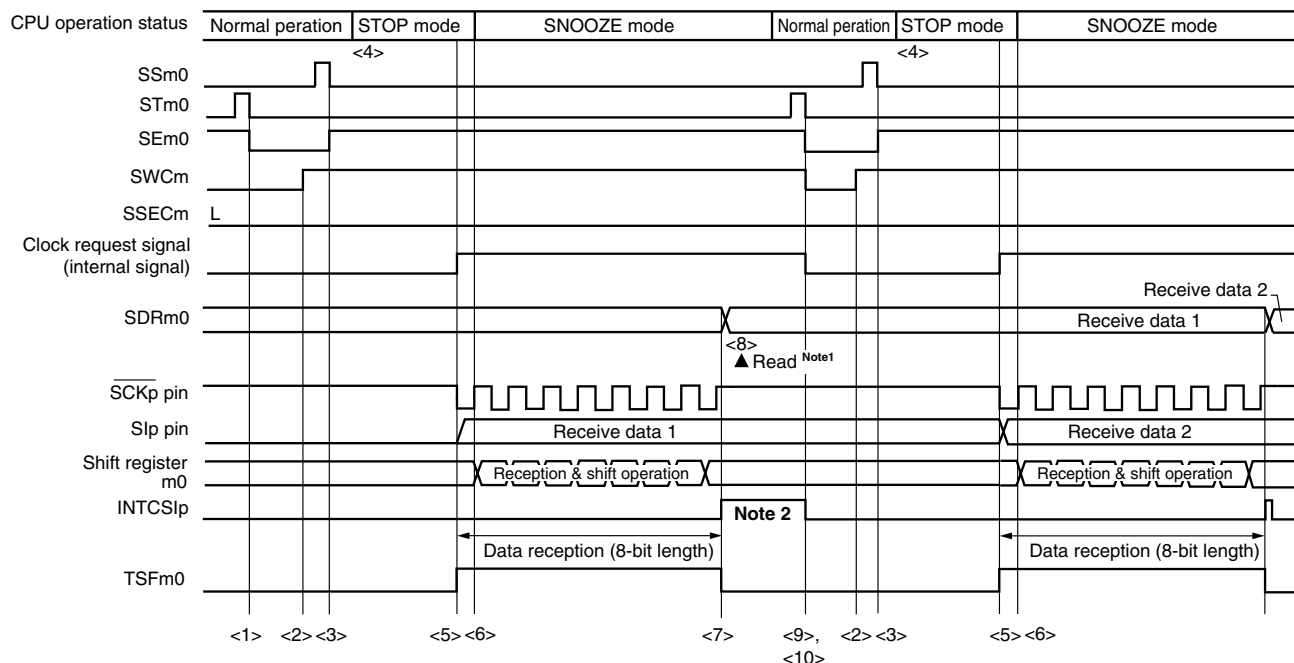 CPU operation status Normal peration STOP mode SNOOZE mode Normal peration STOP mode SNOOZE mode
<4> <4>
SSm0
STm0
SEm0
SWCm
SSECm L
Clock request signal
(internal signal)
Receive data 2
SDRm0 Receive data 1
<8>
▲ Read Note1
SCKp pin
SIp pin Receive data 1 Receive data 2
Shift register
m0 Reception & shift operation Reception & shift operation
INTCSIp Note 2
Data reception (8-bit length) Data reception (8-bit length)
TSFm0
<1> <2> <3> <5> <6> <7> <9>, <2> <3> <5> <6>
<10>